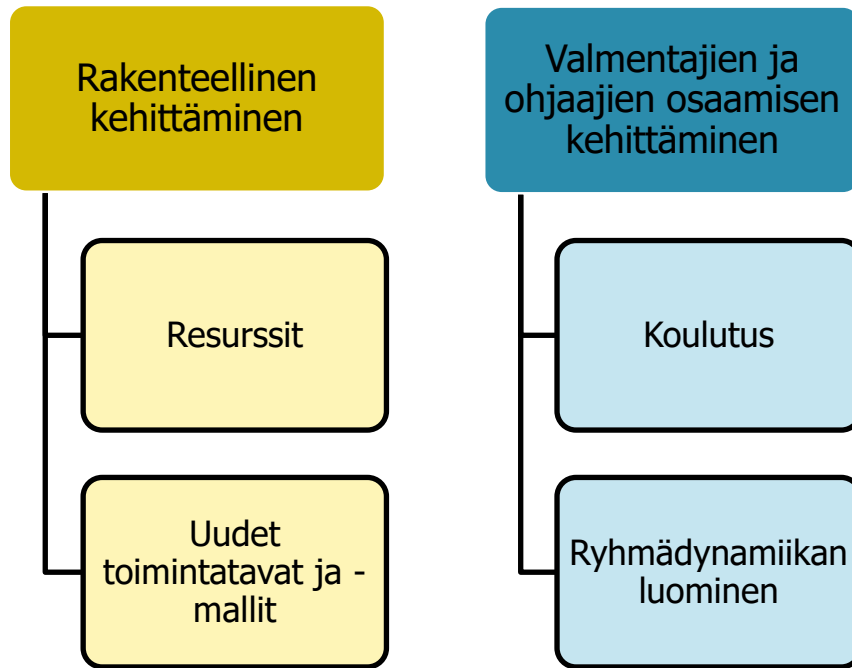 Rakenteellinen
kehittäminen
Resurssit
Uudet
toimintatavat ja -
mallit
Valmentajien ja
ohjaajien osaamisen
kehittäminen
Koulutus
Ryhmädynamiikan
luominen